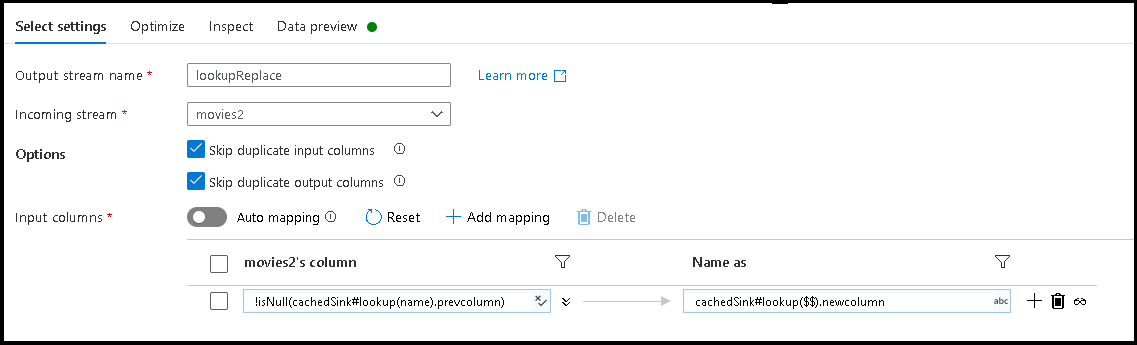 Select settings Optimize Inspect Data preview
Output stream name * lookupReplace Learn more
Incoming stream * movies2
Options Skip duplicate input columns
Skip duplicate output columns
Input columns * Auto mapping Reset Add mapping Delete
movies2's column Name as
!isNull(cachedSink#lookup(name).prevcolumn) cachedSink#lookup($$).newcolumn abc